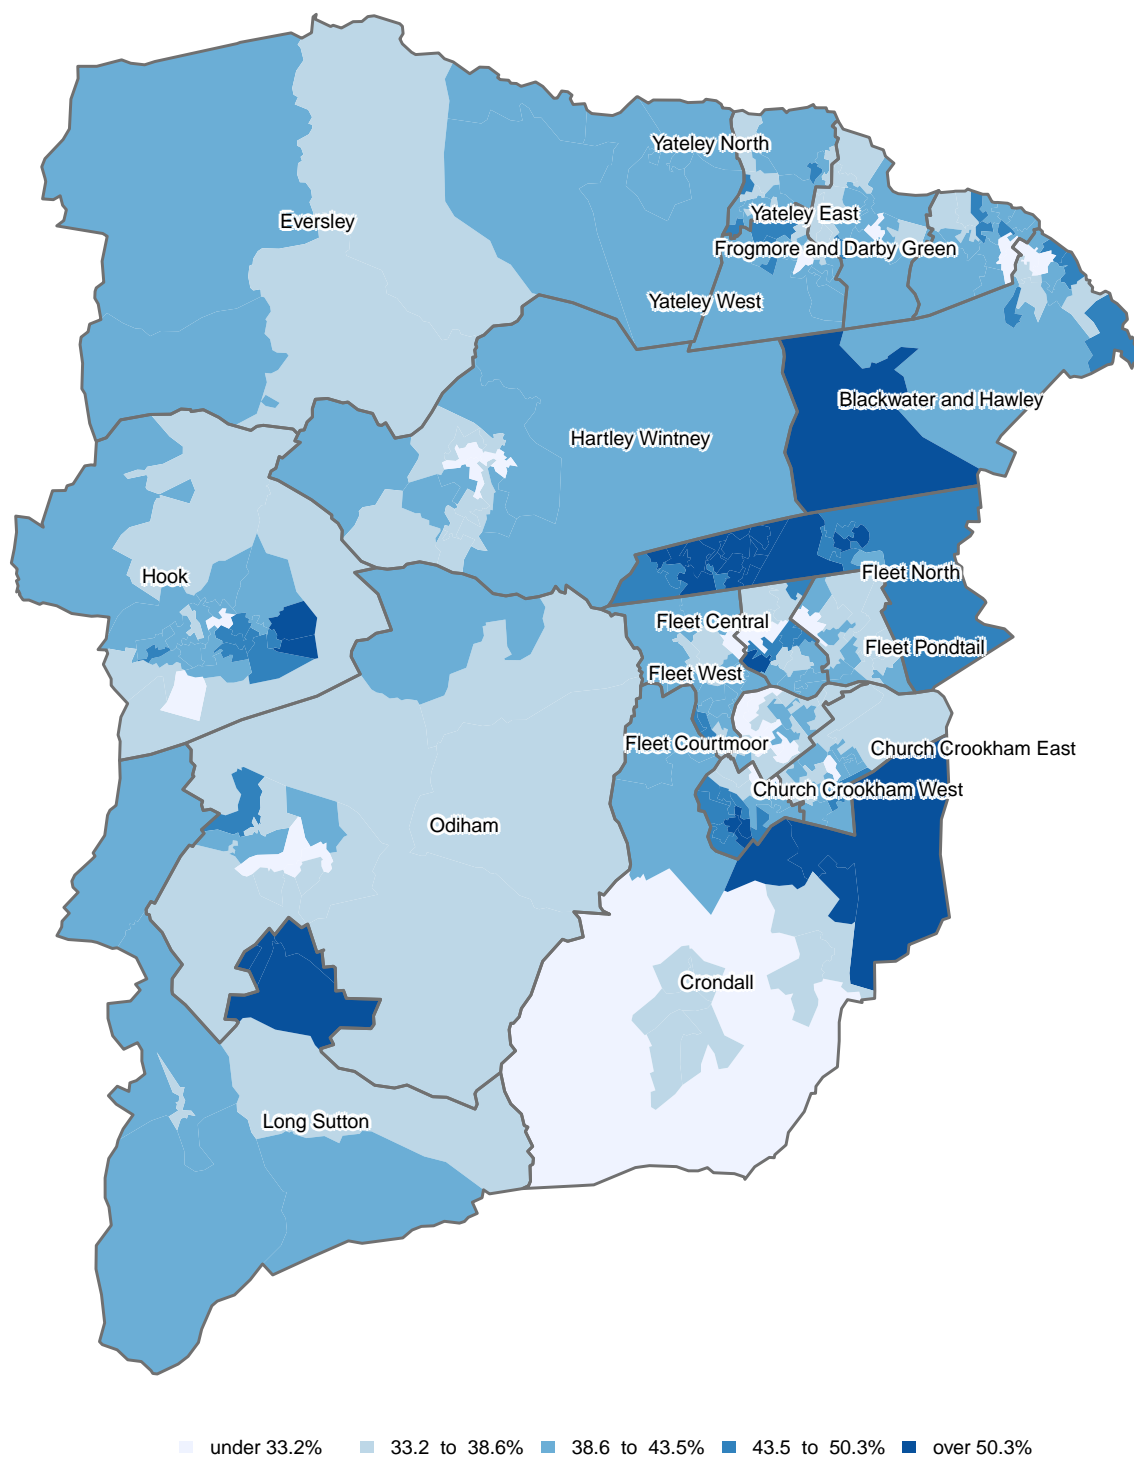 Yateley North
Yateley East
Eversley
Frogmore and Darby Green
Yateley West
Blackwater and Hawley
Hartley Wintney
Fleet North
Hook
Fleet Central
Fleet Pondtail
Fleet West
Fleet Courtmoor
Church Crookham East
Church Crookham West
Odiham
Crondall
Long Sutton
under 33.2% 33.2 to 38.6% 38.6 to 43.5% 43.5 to 50.3% over 50.3%